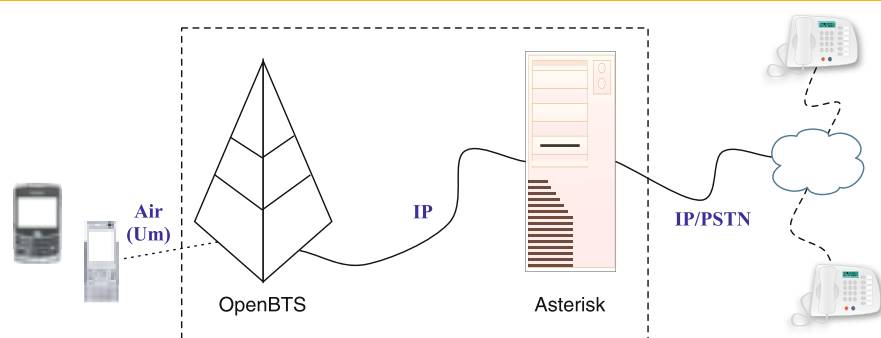 Air
(Um)
IP
IP/PSTN
OpenBTS
Asterisk